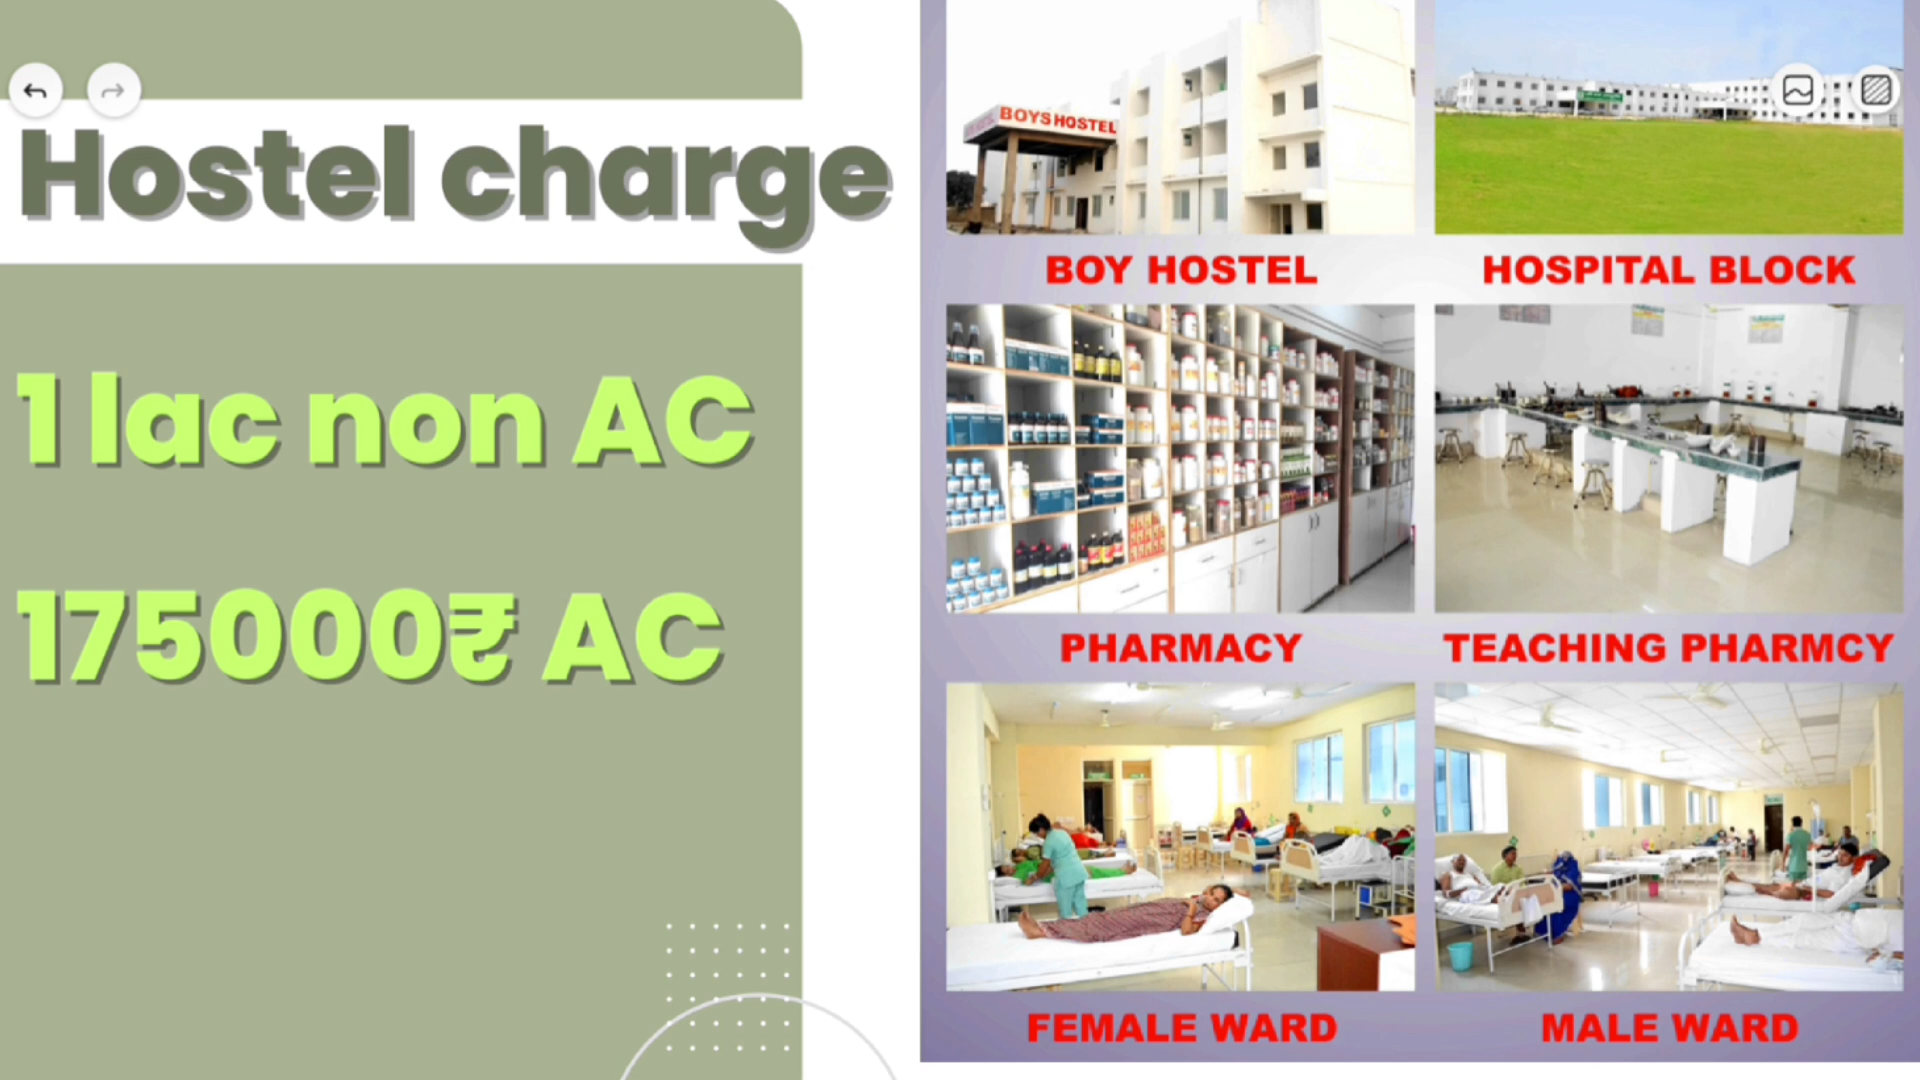 Hostel charge
1 lac non AC
175000₹ AC
BOYS HOSTEL
BOY HOSTEL
HOSPITAL BLOCK
PHARMACY
TEACHING PHARMCY
FEMALE WARD
MALE WARD